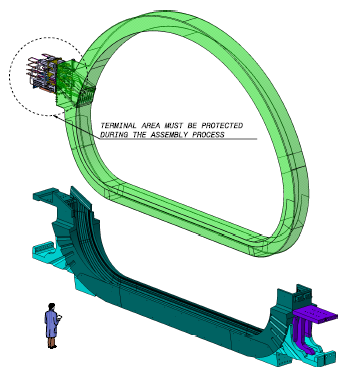 TERMINAL AREA MUST BE PROTECTED
DURING THE ASSEMBLY PROCESS